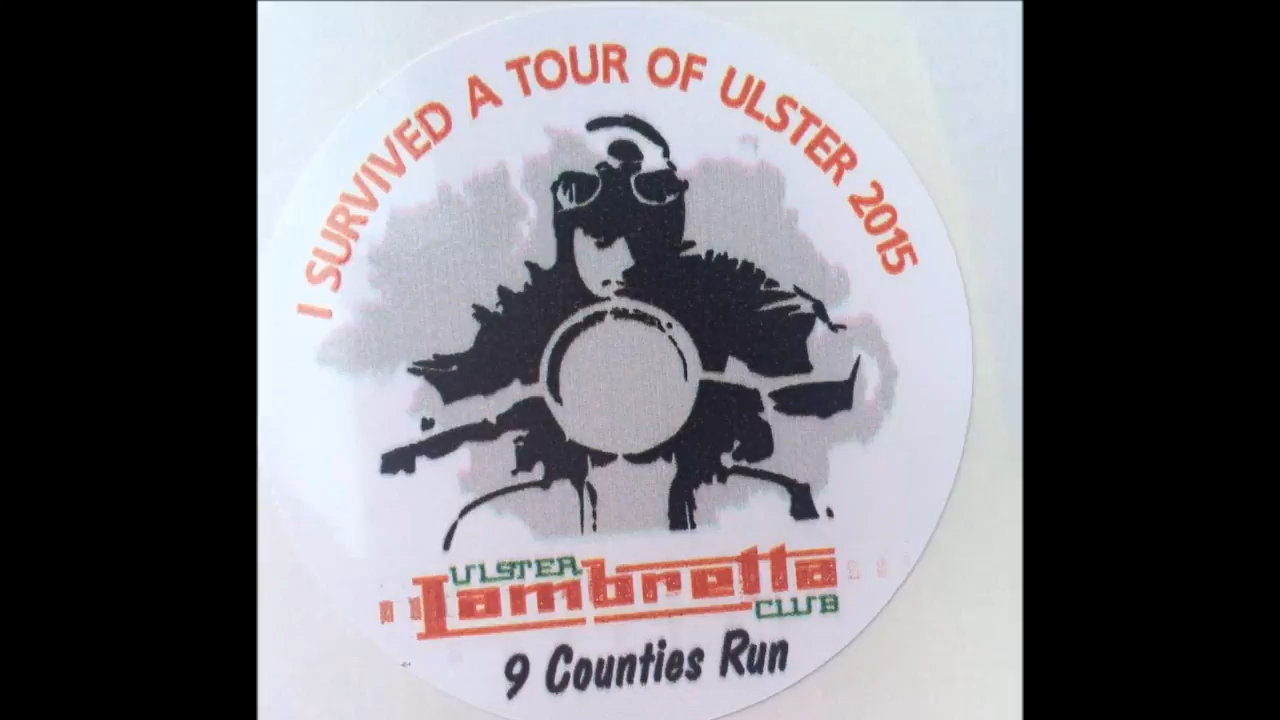 I SURVIVED A TOUR OF ULSTER 2015
ULSTER
Lambretta
CLUB
9 Counties Run